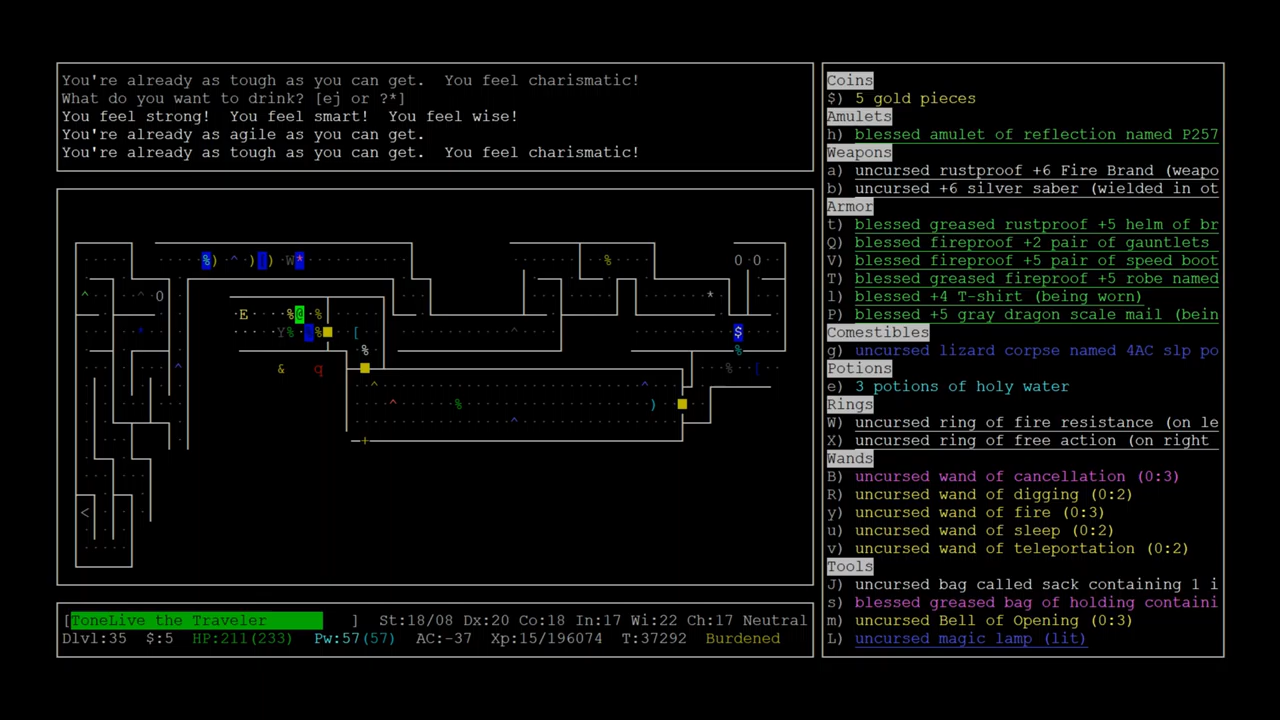 You're already as tough as you can get.  You feel charismatic!
What do you want to drink? [ej or ?*]
You feel strong!  You feel smart!  You feel wise!
You're already as agile as you can get.
You're already as tough as you can get.  You feel charismatic!
[ToneLive the Traveler      ]  St:18/08 Dx:20 Co:18 In:17 Wi:22 Ch:17 Neutral
Dlvl:35  $:5  HP:211(233)  Pw:57(57)  AC:-37  Xp:15/196074  T:37292  Burdened
Coins
$) 5 gold pieces
Amulets
h) blessed amulet of reflection named P257
Weapons
a) uncursed rustproof +6 Fire Brand (weapo
b) uncursed +6 silver saber (wielded in ot
Armor
t) blessed greased rustproof +5 helm of br
Q) blessed fireproof +2 pair of gauntlets
V) blessed fireproof +5 pair of speed boot
T) blessed greased fireproof +5 robe named
l) blessed +4 T-shirt (being worn)
P) blessed +5 gray dragon scale mail (bein
Comestibles
g) uncursed lizard corpse named 4AC slp po
Potions
e) 3 potions of holy water
Rings
W) uncursed ring of fire resistance (on le
X) uncursed ring of free action (on right
Wands
B) uncursed wand of cancellation (0:3)
R) uncursed wand of digging (0:2)
y) uncursed wand of fire (0:3)
u) uncursed wand of sleep (0:2)
v) uncursed wand of teleportation (0:2)
Tools
J) uncursed bag called sack containing 1 i
s) blessed greased bag of holding containi
m) uncursed Bell of Opening (0:3)
L) uncursed magic lamp (lit)